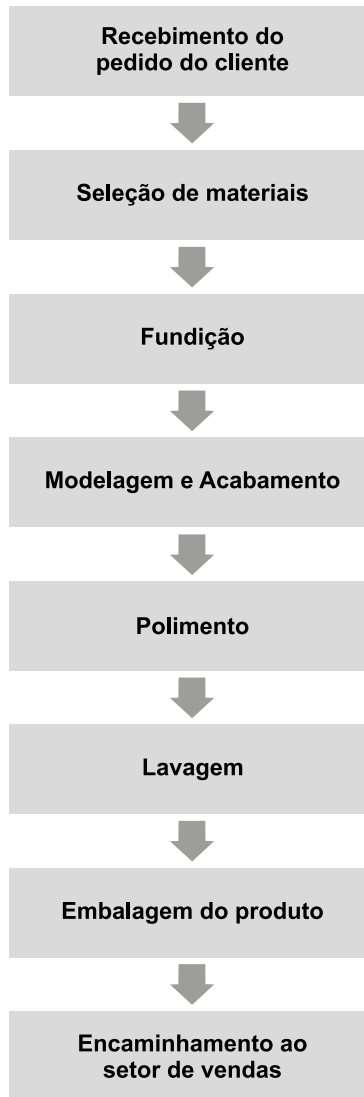 Recebimento do
pedido do cliente
Seleção de materiais
Fundição
Modelagem e Acabamento
Polimento
Lavagem
Embalagem do produto
Encaminhamento ao
setor de vendas